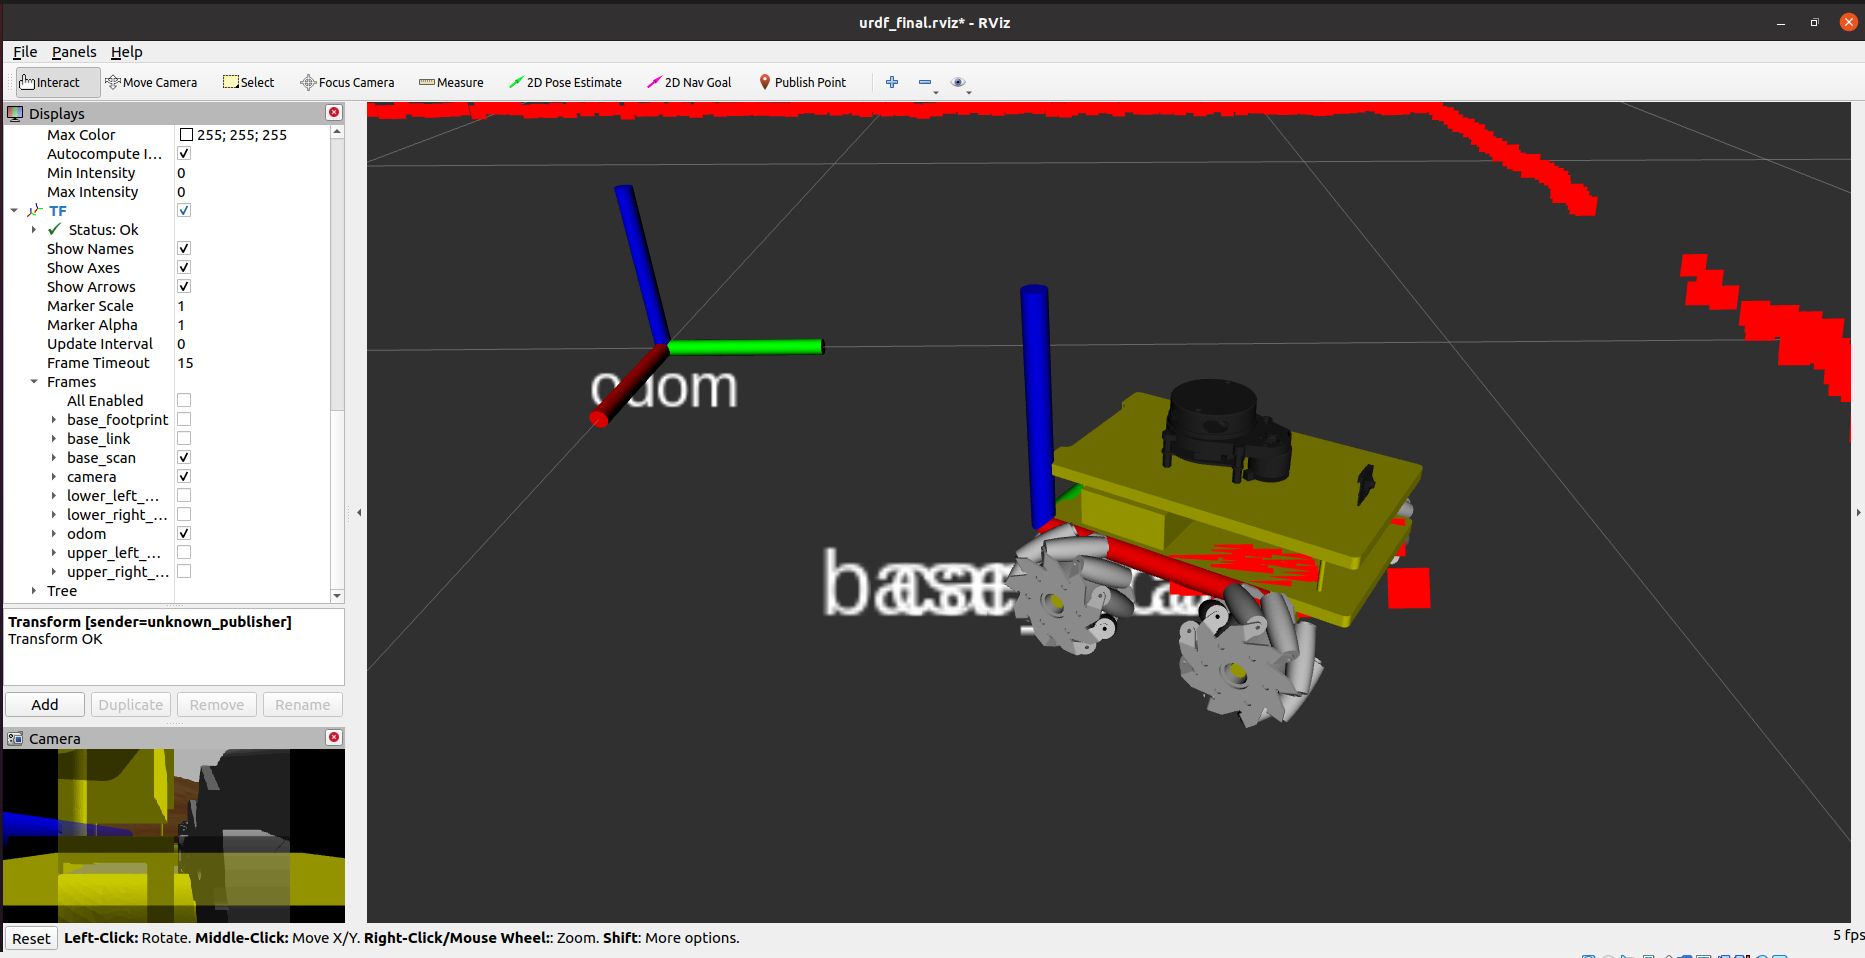 urdf_final.rviz* - RViz
File Panels Help
Interact Move Camera Select Focus Camera Measure 2D Pose Estimate 2D Nav Goal Publish Point
Displays
Max Color 255; 255; 255
Autocompute I...
Min Intensity 0
Max Intensity 0
TF
Status: Ok
Show Names
Show Axes
Show Arrows
Marker Scale 1
Marker Alpha 1
Update Interval 0
Frame Timeout 15
Frames
All Enabled
base_footprint
base_link
base_scan
camera
lower_left_...
lower_right_...
odom
upper_left_...
upper_right_...
Tree
Transform [sender=unknown_publisher]
Transform OK
Add Duplicate Remove Rename
Camera
odom
Reset Left-Click: Rotate. Middle-Click: Move X/Y. Right-Click/Mouse Wheel:: Zoom. Shift: More options.
5 fps